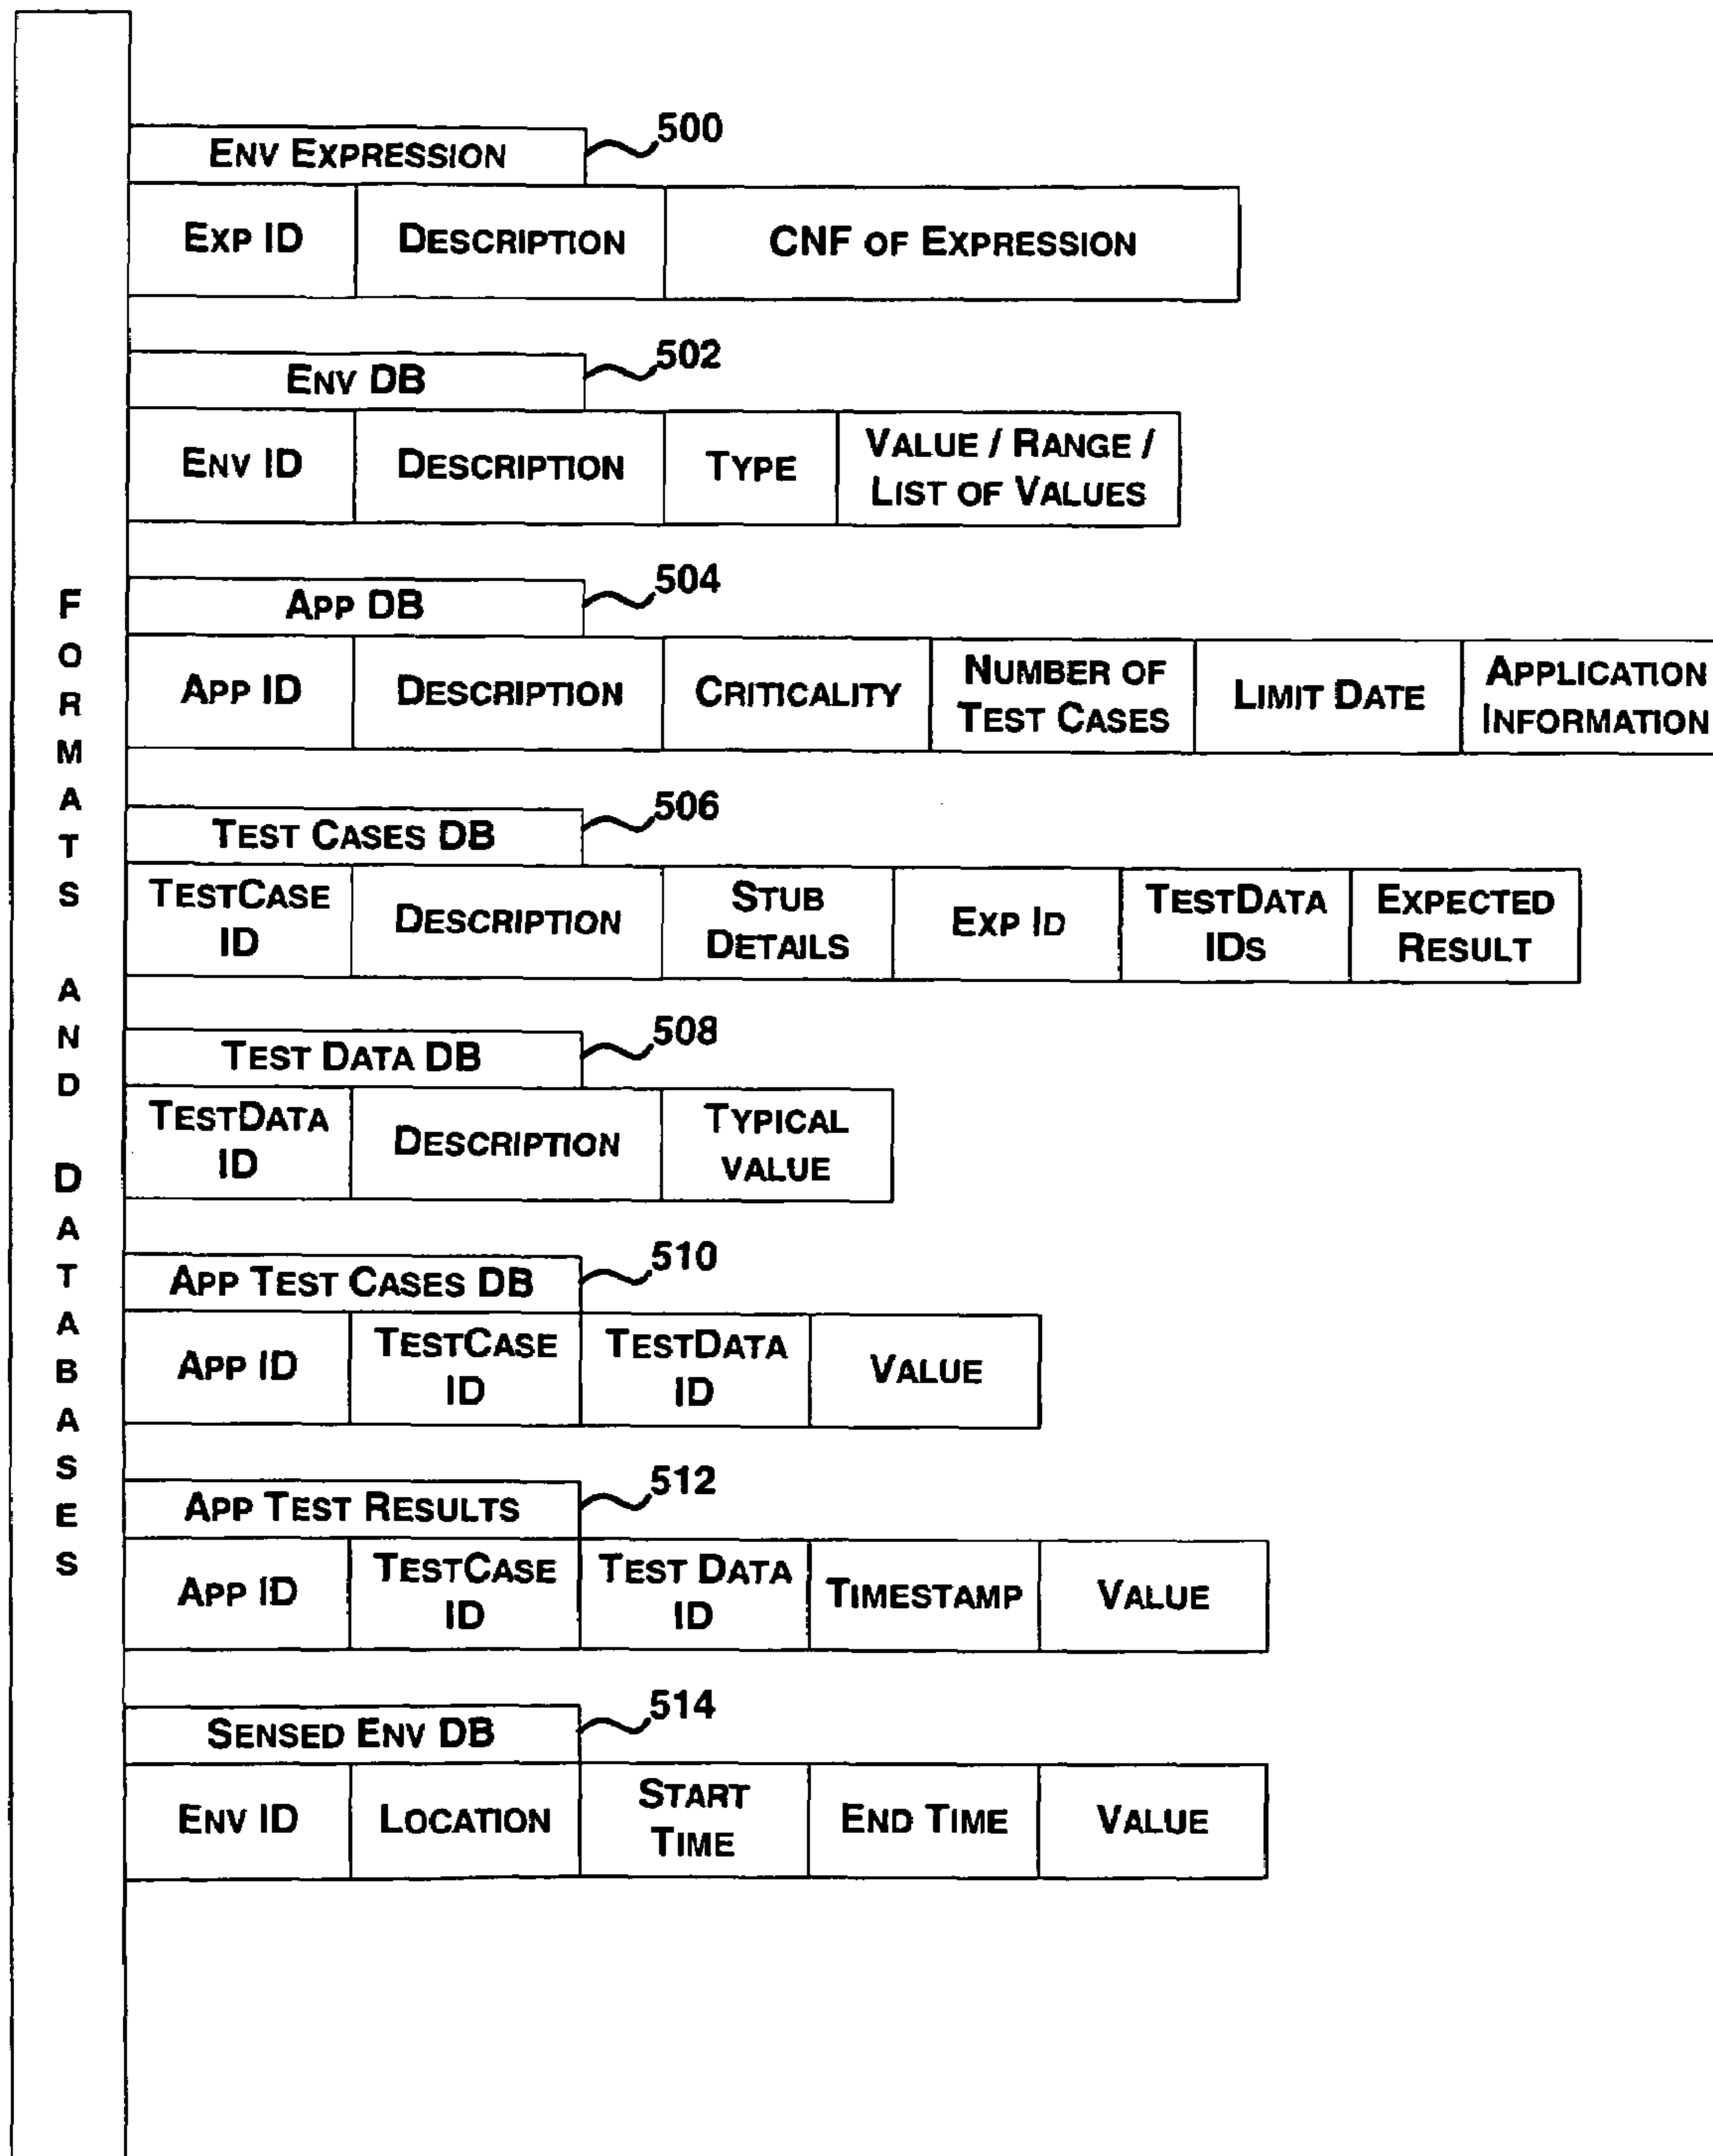 FORMATS AND DATABASES
ENV EXPRESSION
500
EXP ID
DESCRIPTION
CNF OF EXPRESSION
ENV DB
502
ENV ID
DESCRIPTION
TYPE
VALUE / RANGE /
LIST OF VALUES
APP DB
504
APP ID
DESCRIPTION
CRITICALITY
NUMBER OF
TEST CASES
LIMIT DATE
APPLICATION
INFORMATION
TEST CASES DB
506
TESTCASE
ID
DESCRIPTION
STUB
DETAILS
EXP ID
TESTDATA
IDS
EXPECTED
RESULT
TEST DATA DB
508
TESTDATA
ID
DESCRIPTION
TYPICAL
VALUE
APP TEST CASES DB
510
APP ID
TESTCASE
ID
TESTDATA
ID
VALUE
APP TEST RESULTS
512
APP ID
TESTCASE
ID
TEST DATA
ID
TIMESTAMP
VALUE
SENSED ENV DB
514
ENV ID
LOCATION
START
TIME
END TIME
VALUE